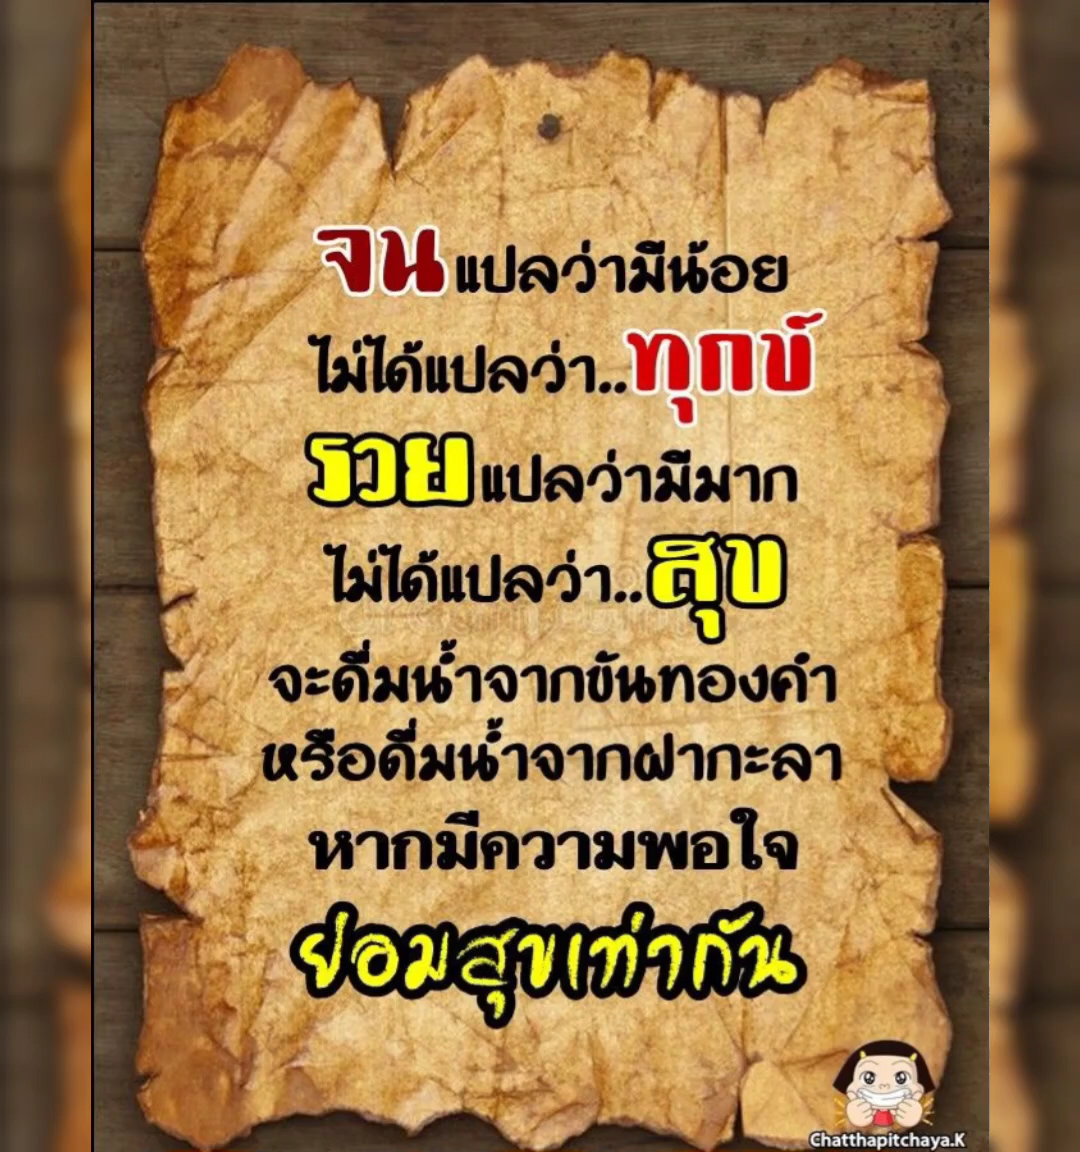 จนแปลว่ามีน้อย
ไม่ได้แปลว่า..ทุกข์
รวยแปลว่ามีมาก
ไม่ได้แปลว่า..สุข
จะดื่มน้ำจากขันทองคำ
หรือดื่มน้ำจากฝากะลา
หากมีความพอใจ
ย่อมสุขเท่ากัน
Chatthapitchaya.K